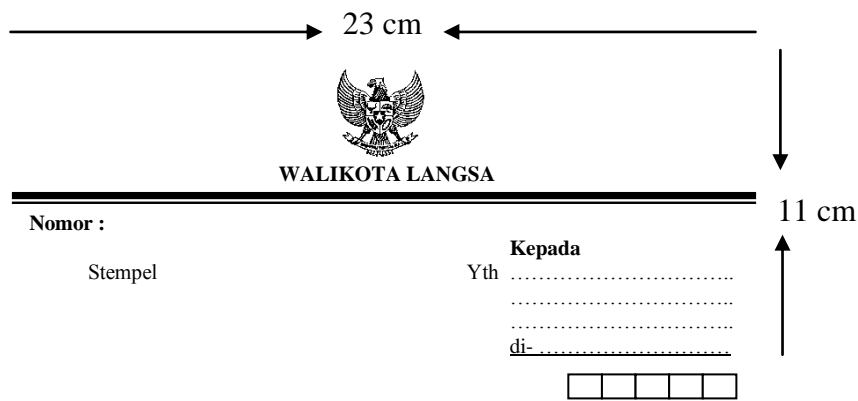 23 cm
WALIKOTA LANGSA
11 cm
Nomor :
Kepada
Stempel
Yth …………………………..
…………………………..
…………………………..
di- ………………………